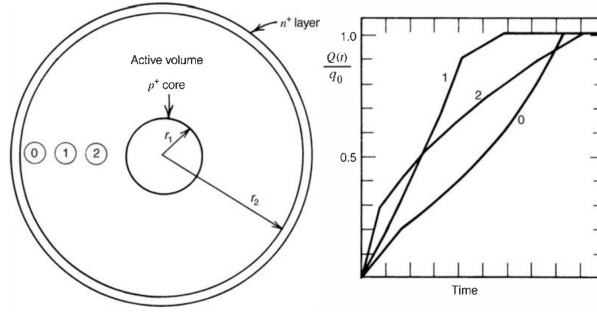 n+ layer
Active volume
p+ core
r1
r2
0 1 2
Q(t)
q0
1.0
0.5
1
2
0
Time